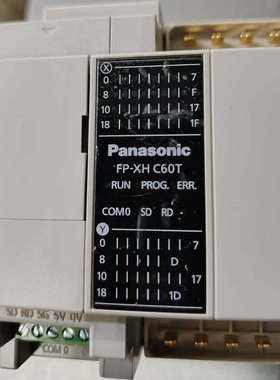 X
0 7
8 F
10 17
18 1F
Panasonic
FP-XH C60T
RUN PROG. ERR.
COM0 SD RD
Y
0 7
8 D
10 17
18 1D
SD RD SG 5V 0V
COM 0